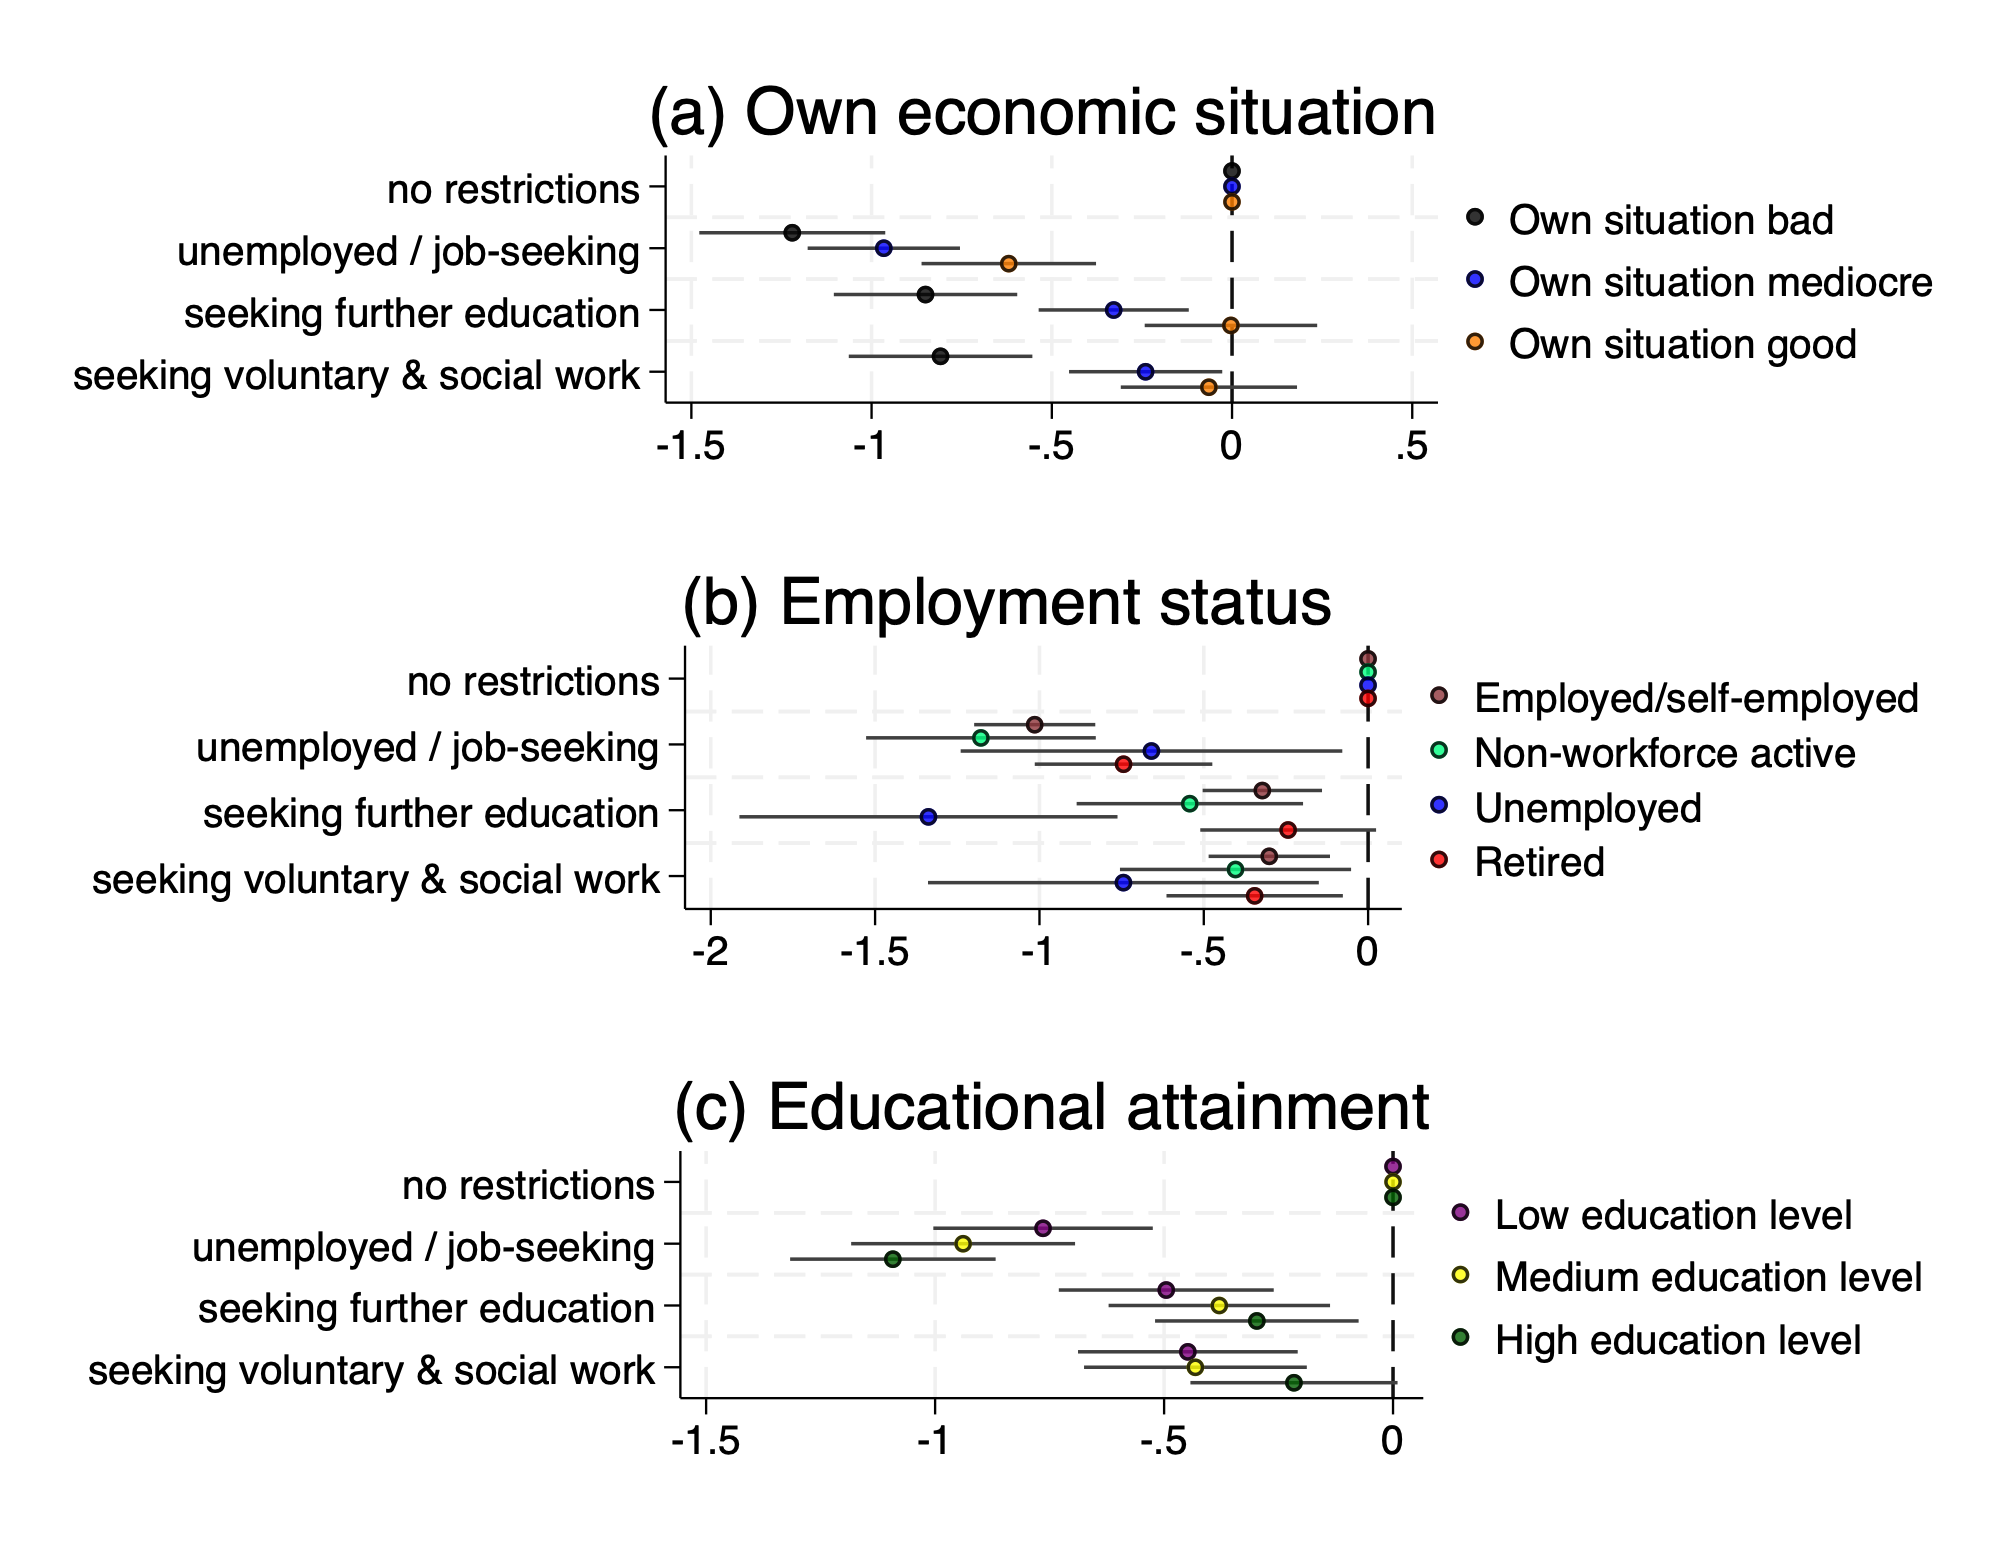 (a) Own economic situation
no restrictions
unemployed / job-seeking
seeking further education
seeking voluntary & social work
-1.5 -1 -.5 0 .5
Own situation bad
Own situation mediocre
Own situation good
(b) Employment status
no restrictions
unemployed / job-seeking
seeking further education
seeking voluntary & social work
-2 -1.5 -1 -.5 0
Employed/self-employed
Non-workforce active
Unemployed
Retired
(c) Educational attainment
no restrictions
unemployed / job-seeking
seeking further education
seeking voluntary & social work
-1.5 -1 -.5 0
Low education level
Medium education level
High education level